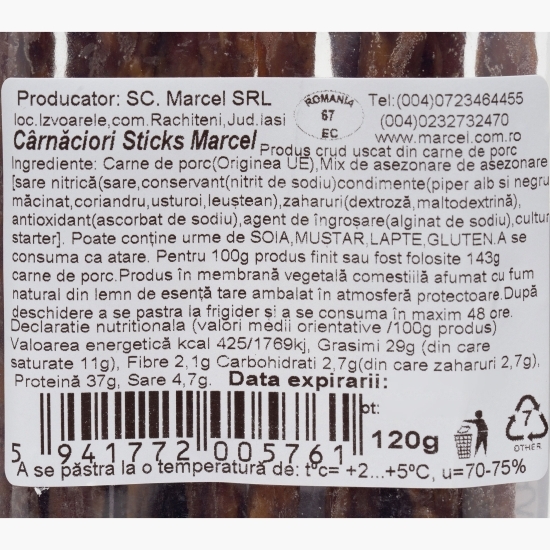 Producator: SC. Marcel SRL
loc.Izvoarele,com.Rachiteni,Jud.Iasi
ROMANIA
67
EC
Tel:(004)0723464455
(004)0232732470
www.marcel.com.ro
Cârnăciori Sticks Marcel Produs crud uscat din carne de porc
Ingrediente: Carne de porc(Originea UE),Mix de asezonare de asezonare
[sare nitrică(sare,conservant(nitrit de sodiu)condimente(piper alb si negru
măcinat,coriandru,usturoi,leuștean),zaharuri(dextroză,maltodextrină),
antioxidant(ascorbat de sodiu),agent de îngroșare(alginat de sodiu),cultur
starter]. Poate conține urme de SOIA,MUSTAR,LAPTE,GLUTEN.A se
consuma ca atare. Pentru 100g produs finit sau fost folosite 143g
carne de porc.Produs în membrană vegetală comestiilă afumat cu fum
natural din lemn de esență tare ambalat în atmosferă protectoare.După
deschidere a se pastra la frigider și a se consuma în maxim 48 ore.
Declaratie nutritionala (valori medii orientative /100g produs)
Valoarea energetică kcal 425/1769kj, Grasimi 29g (din care
saturate 11g), Fibre 2,1g Carbohidrati 2,7g(din care zaharuri 2,7g),
Proteină 37g, Sare 4,7g. Data expirarii:
ot:
5 941772 005761
120g
7
OTHER
A se păstra la o temperatură de: t°c= +2...+5°C, u=70-75%